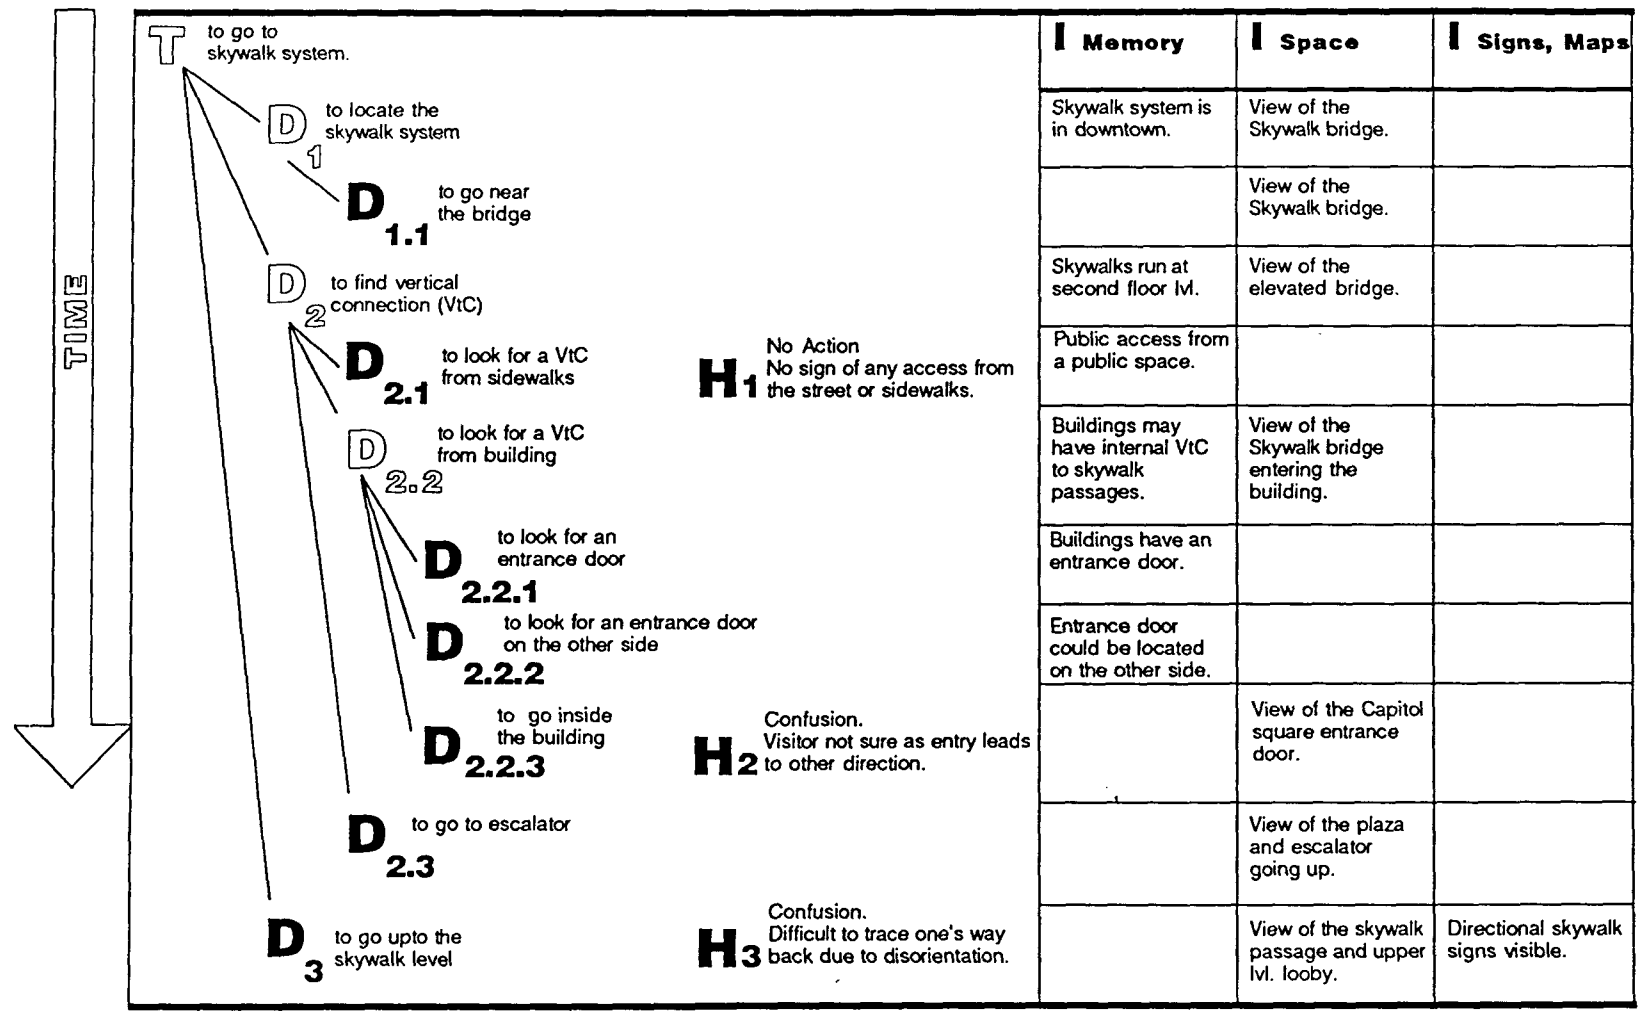 TIME
T to go to
skywalk system.
I Memory
I Space
I Signs, Maps
D1 to locate the
skywalk system
Skywalk system is
in downtown.
View of the
Skywalk bridge.
D1.1 to go near
the bridge
View of the
Skywalk bridge.
D2 to find vertical
connection (VtC)
Skywalks run at
second floor lvl.
View of the
elevated bridge.
D2.1 to look for a VtC
from sidewalks
H1 No Action
No sign of any access from
the street or sidewalks.
Public access from
a public space.
D2.2 to look for a VtC
from building
Buildings may
have internal VtC
to skywalk
passages.
View of the
Skywalk bridge
entering the
building.
D2.2.1 to look for an
entrance door
Buildings have an
entrance door.
D2.2.2 to look for an entrance door
on the other side
Entrance door
could be located
on the other side.
D2.2.3 to go inside
the building
H2 Confusion.
Visitor not sure as entry leads
to other direction.
View of the Capitol
square entrance
door.
D2.3 to go to escalator
View of the plaza
and escalator
going up.
D3 to go upto the
skywalk level
H3 Confusion.
Difficult to trace one's way
back due to disorientation.
View of the skywalk
passage and upper
lvl. looby.
Directional skywalk
signs visible.